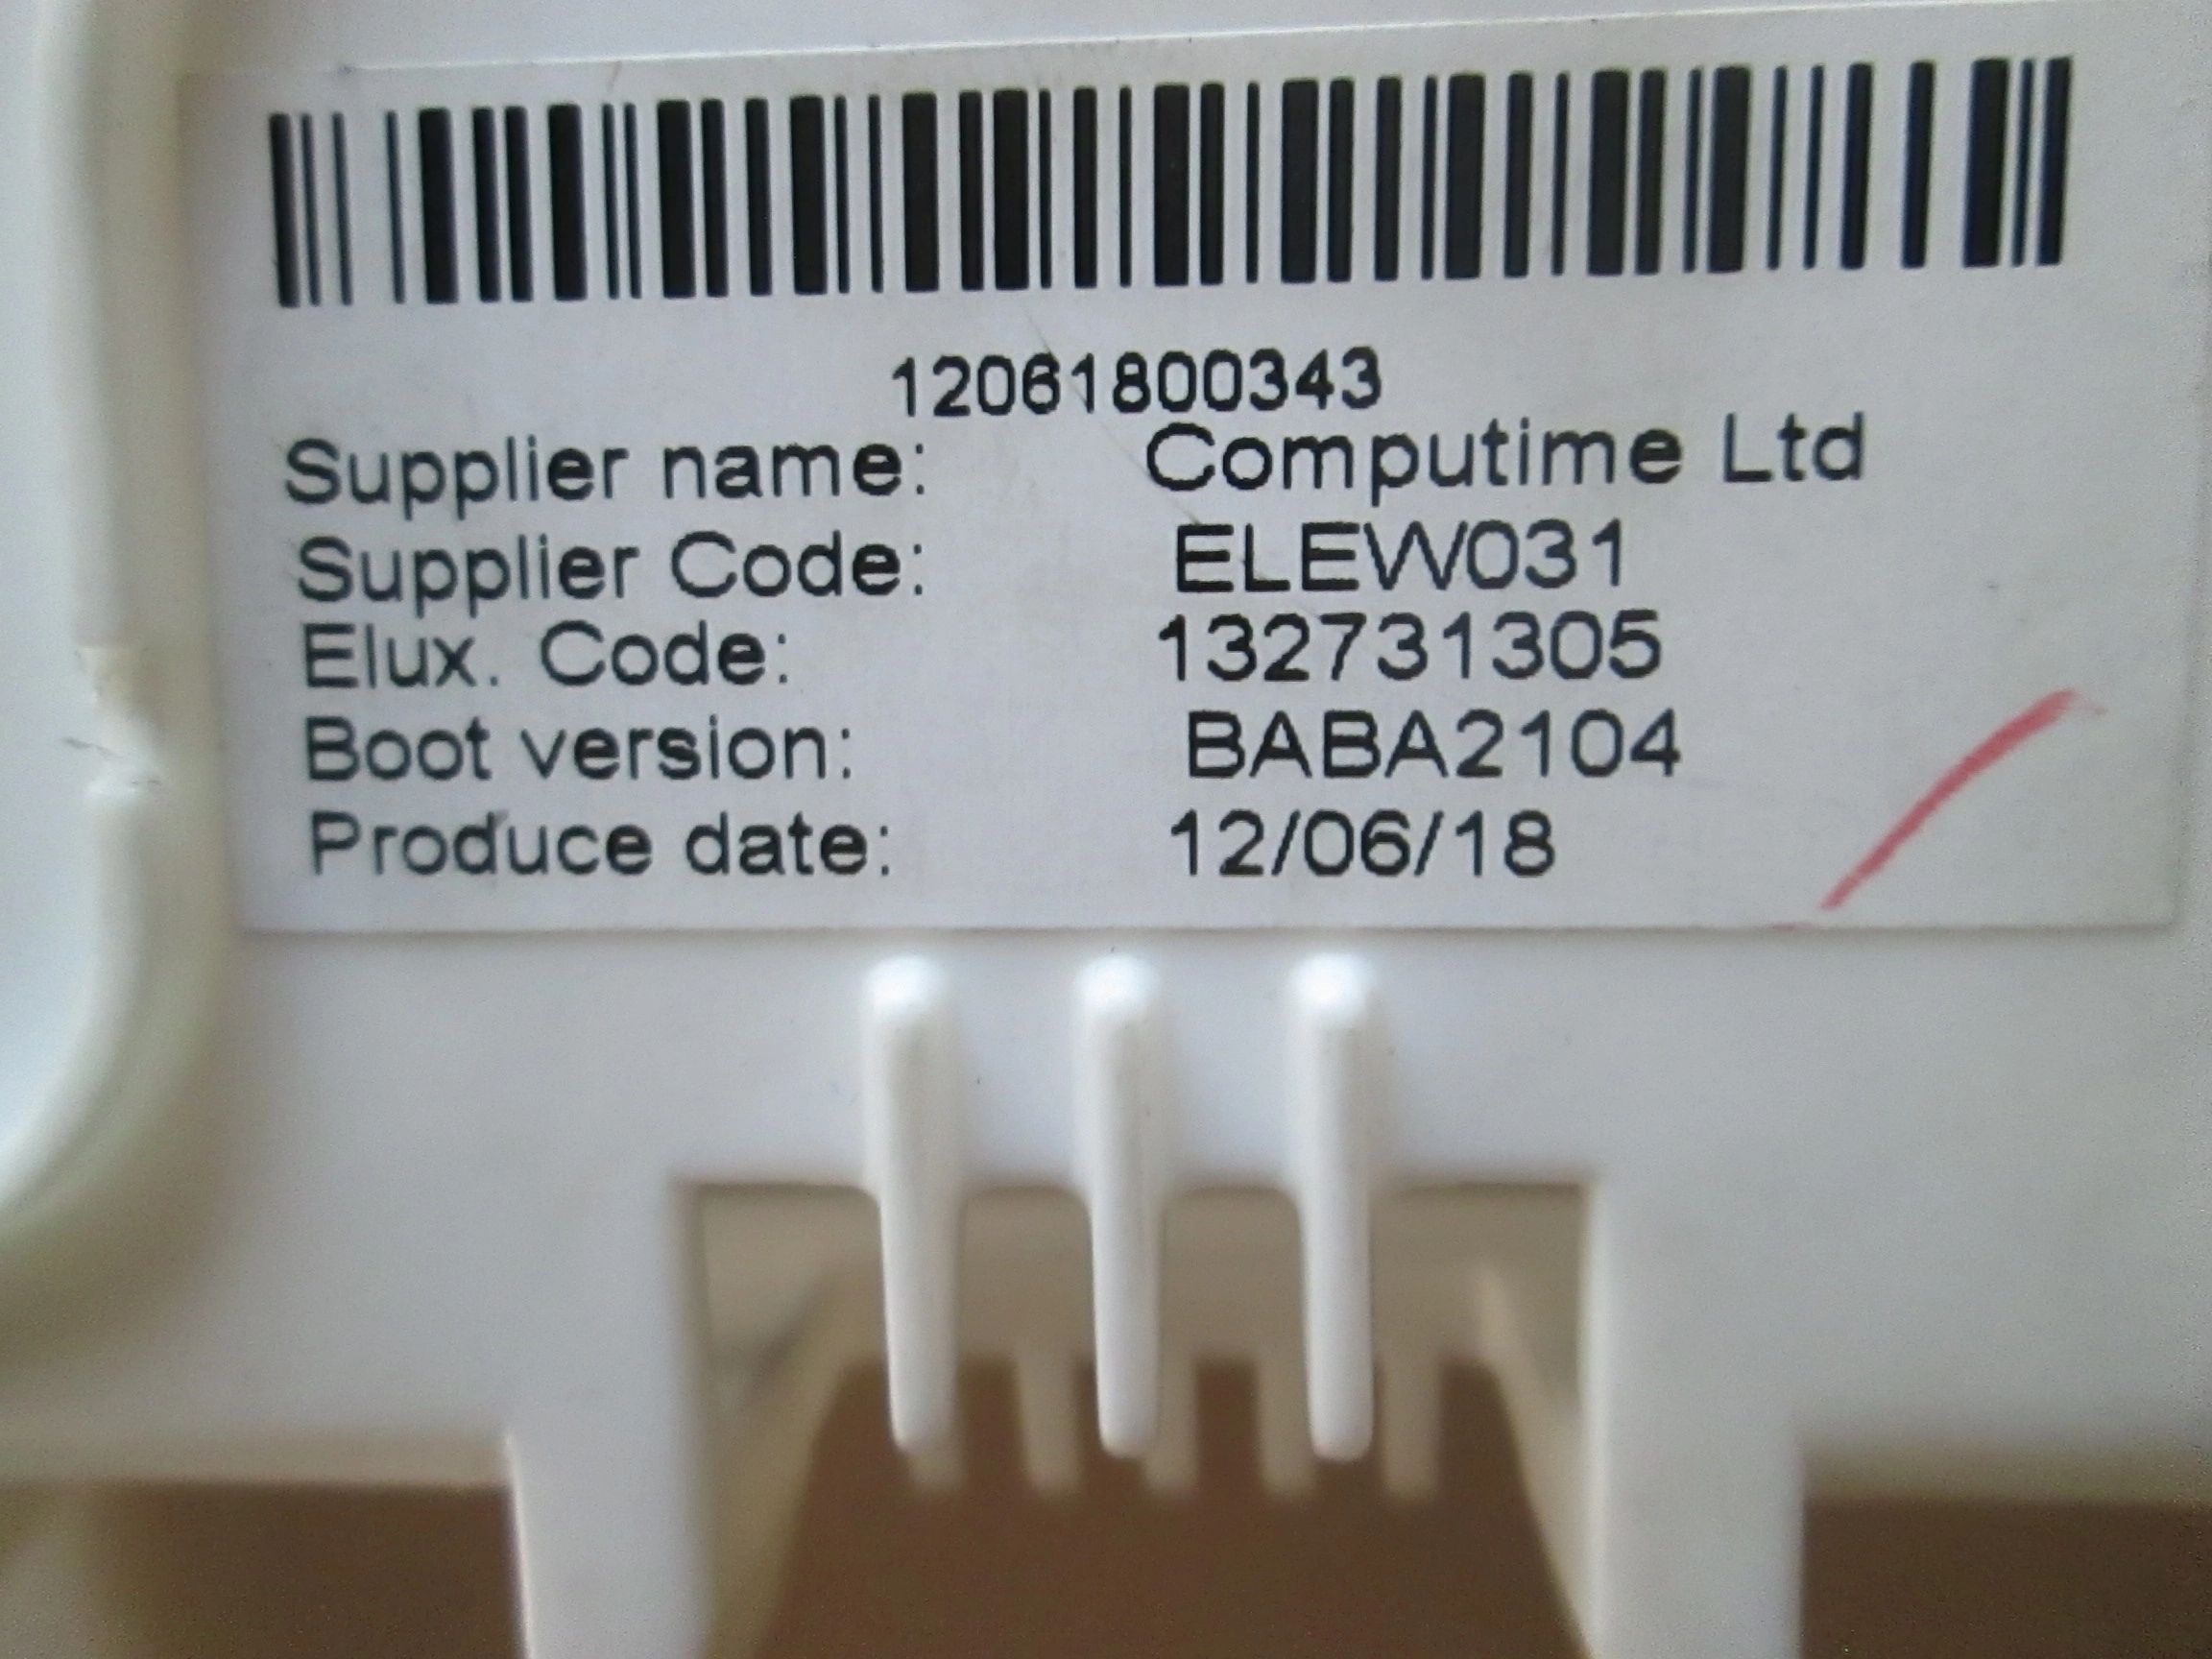 12061800343
Supplier name: Computime Ltd
Supplier Code: ELEW031
Elux. Code: 132731305
Boot version: BABA2104
Produce date: 12/06/18